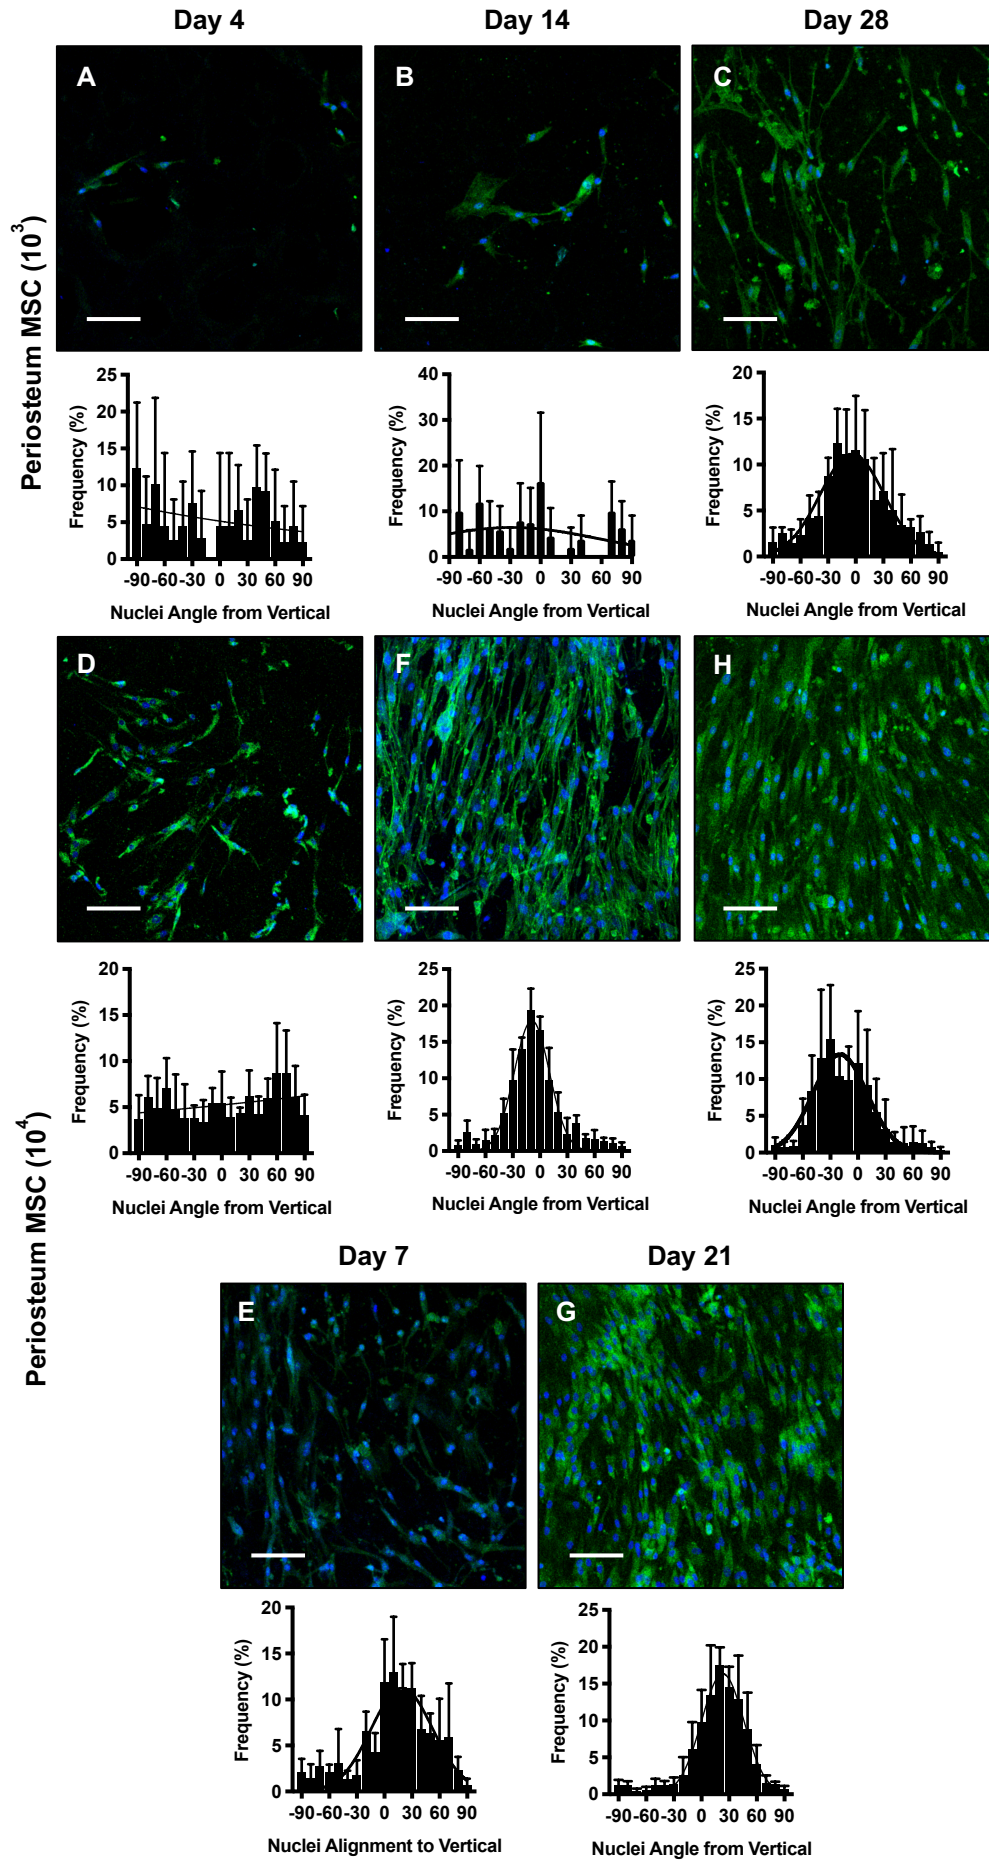 Day 4
Day 14
Day 28
Periosteum MSC (10³)
A
B
C
Frequency (%)
25
20
15
10
5
0
-90 -60 -30 0 30 60 90
Nuclei Angle from Vertical
Frequency (%)
40
30
20
10
0
-90 -60 -30 0 30 60 90
Nuclei Angle from Vertical
Frequency (%)
20
15
10
5
0
-90 -60 -30 0 30 60 90
Nuclei Angle from Vertical
Periosteum MSC (10⁴)
D
F
H
Frequency (%)
20
15
10
5
0
-90 -60 -30 0 30 60 90
Nuclei Angle from Vertical
Frequency (%)
25
20
15
10
5
0
-90 -60 -30 0 30 60 90
Nuclei Angle from Vertical
Frequency (%)
25
20
15
10
5
0
-90 -60 -30 0 30 60 90
Nuclei Angle from Vertical
Day 7
Day 21
E
G
Frequency (%)
20
15
10
5
0
-90 -60 -30 0 30 60 90
Nuclei Alignment to Vertical
Frequency (%)
25
20
15
10
5
0
-90 -60 -30 0 30 60 90
Nuclei Angle from Vertical